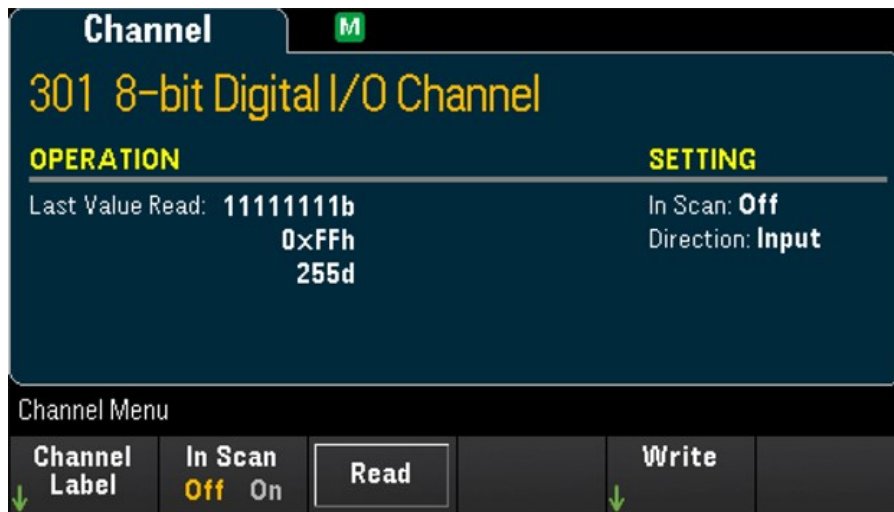 Channel M
301 8-bit Digital I/O Channel
OPERATION SETTING
Last Value Read: 11111111b In Scan: Off
0xFFh Direction: Input
255d
Channel Menu
Channel In Scan Read Write
Label Off On